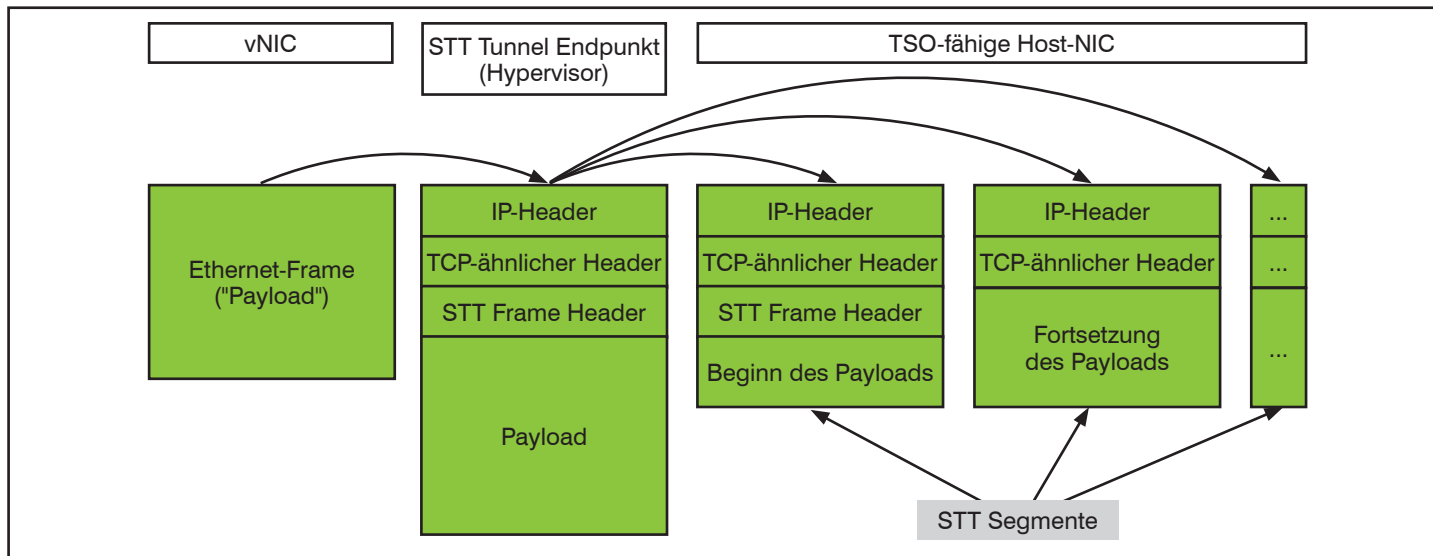 vNIC
STT Tunnel Endpunkt
(Hypervisor)
TSO-fähige Host-NIC
Ethernet-Frame
("Payload")
IP-Header
TCP-ähnlicher Header
STT Frame Header
Payload
IP-Header
TCP-ähnlicher Header
STT Frame Header
Beginn des Payloads
IP-Header
TCP-ähnlicher Header
Fortsetzung
des Payloads
...
...
...
STT Segmente